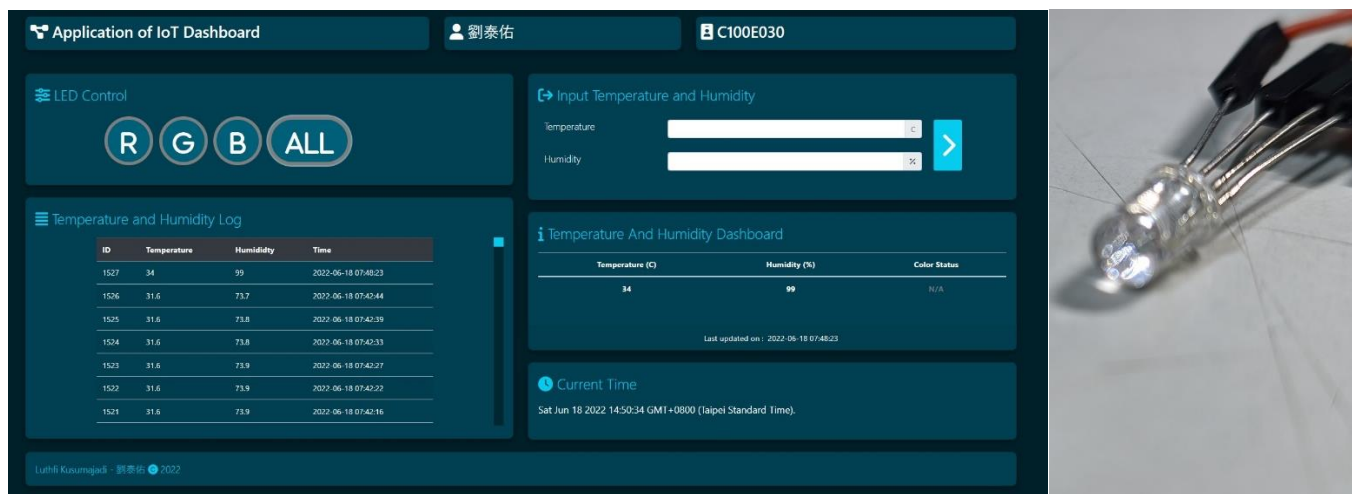 Application of IoT Dashboard
劉泰佑
C100E030
LED Control
R G B ALL
Input Temperature and Humidity
Temperature C
Humidity %
Temperature and Humidity Log
ID Temperature Humididty Time
1527 34 99 2022-06-18 07:48:23
1526 31.6 73.7 2022-06-18 07:42:44
1525 31.6 73.8 2022-06-18 07:42:39
1524 31.6 73.8 2022-06-18 07:42:33
1523 31.6 73.9 2022-06-18 07:42:27
1522 31.6 73.9 2022-06-18 07:42:22
1521 31.6 73.9 2022-06-18 07:42:16
Temperature And Humidity Dashboard
Temperature (C) Humidity (%) Color Status
34 99 N/A
Last updated on : 2022-06-18 07:48:23
Current Time
Sat Jun 18 2022 14:50:34 GMT+0800 (Taipei Standard Time).
Luthfi Kusumajadi - 劉泰佑 © 2022